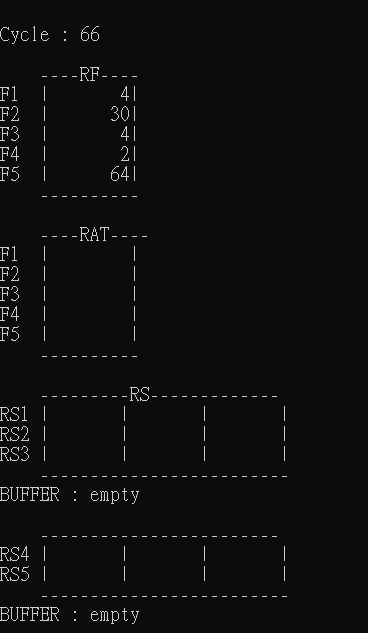 Cycle : 66
----RF----
F1 |       4|
F2 |      30|
F3 |       4|
F4 |       2|
F5 |      64|
----------
----RAT----
F1 |        |
F2 |        |
F3 |        |
F4 |        |
F5 |        |
----------
---------RS-------------
RS1 |       |       |       |
RS2 |       |       |       |
RS3 |       |       |       |
-------------------------
BUFFER : empty
------------------------
RS4 |       |       |       |
RS5 |       |       |       |
-------------------------
BUFFER : empty